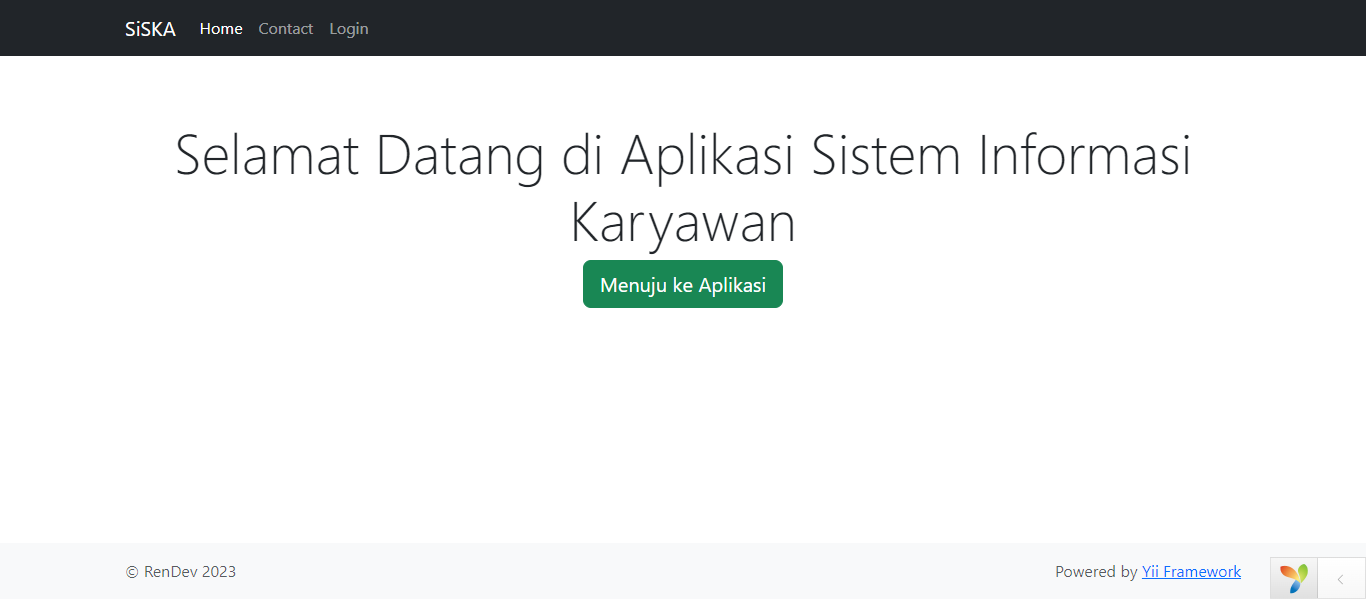 SiSKA Home Contact Login
Selamat Datang di Aplikasi Sistem Informasi
Karyawan
Menuju ke Aplikasi
© RenDev 2023 Powered by Yii Framework